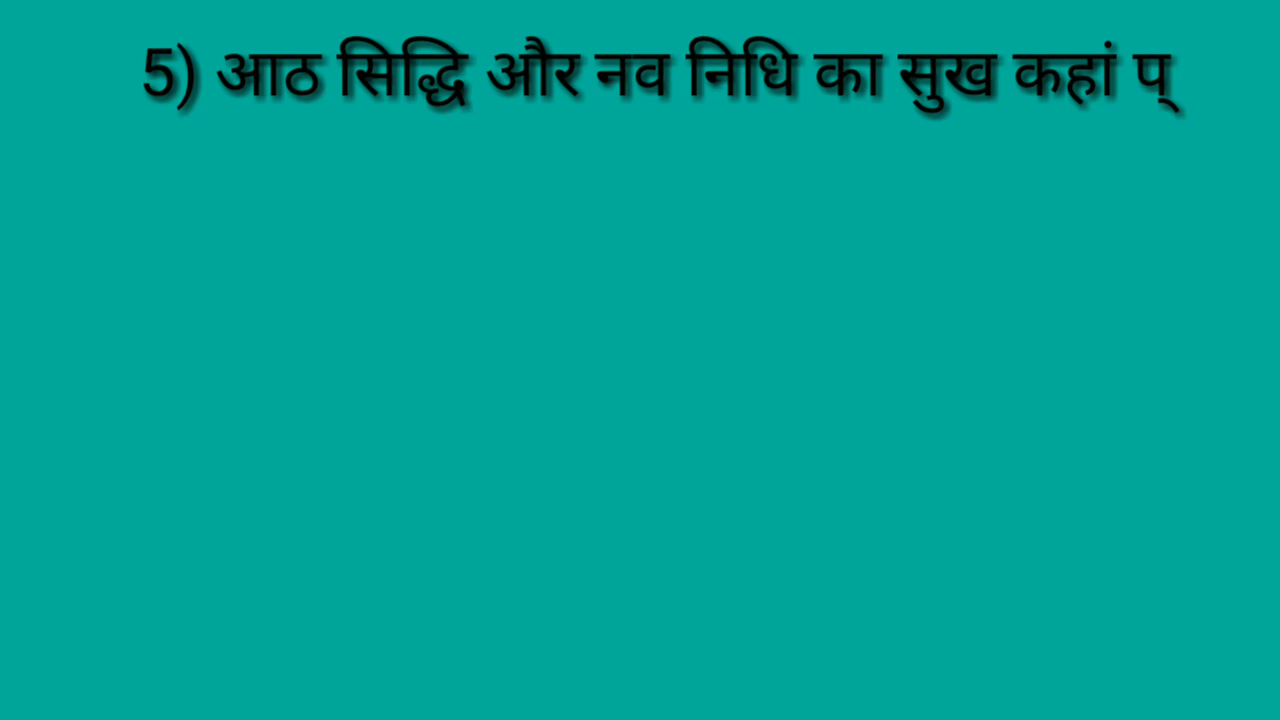 5) आठ सिद्धि और नव निधि का सुख कहां प्